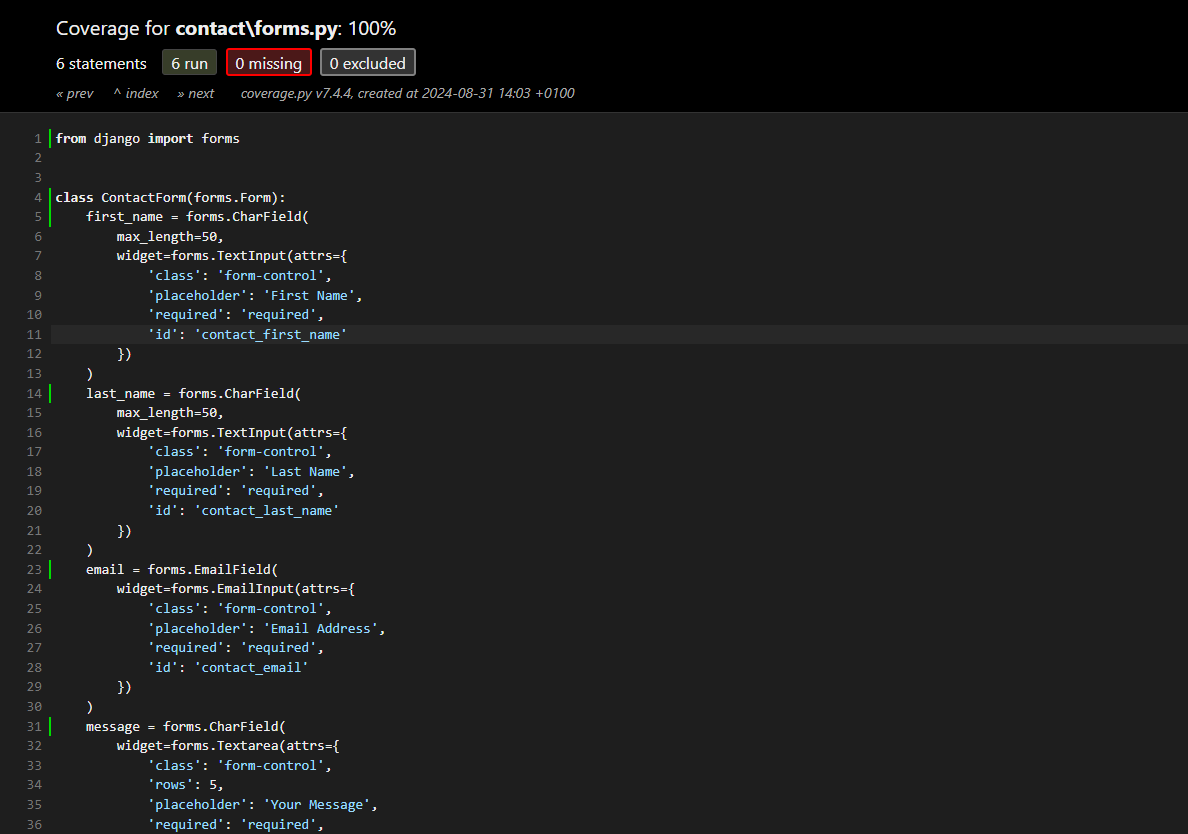 Coverage for contact\forms.py: 100%
6 statements 6 run 0 missing 0 excluded
« prev ^ index » next coverage.py v7.4.4, created at 2024-08-31 14:03 +0100
1 from django import forms
2
3
4 class ContactForm(forms.Form):
5     first_name = forms.CharField(
6         max_length=50,
7         widget=forms.TextInput(attrs={
8             'class': 'form-control',
9             'placeholder': 'First Name',
10             'required': 'required',
11             'id': 'contact_first_name'
12         })
13     )
14     last_name = forms.CharField(
15         max_length=50,
16         widget=forms.TextInput(attrs={
17             'class': 'form-control',
18             'placeholder': 'Last Name',
19             'required': 'required',
20             'id': 'contact_last_name'
21         })
22     )
23     email = forms.EmailField(
24         widget=forms.EmailInput(attrs={
25             'class': 'form-control',
26             'placeholder': 'Email Address',
27             'required': 'required',
28             'id': 'contact_email'
29         })
30     )
31     message = forms.CharField(
32         widget=forms.Textarea(attrs={
33             'class': 'form-control',
34             'rows': 5,
35             'placeholder': 'Your Message',
36             'required': 'required',